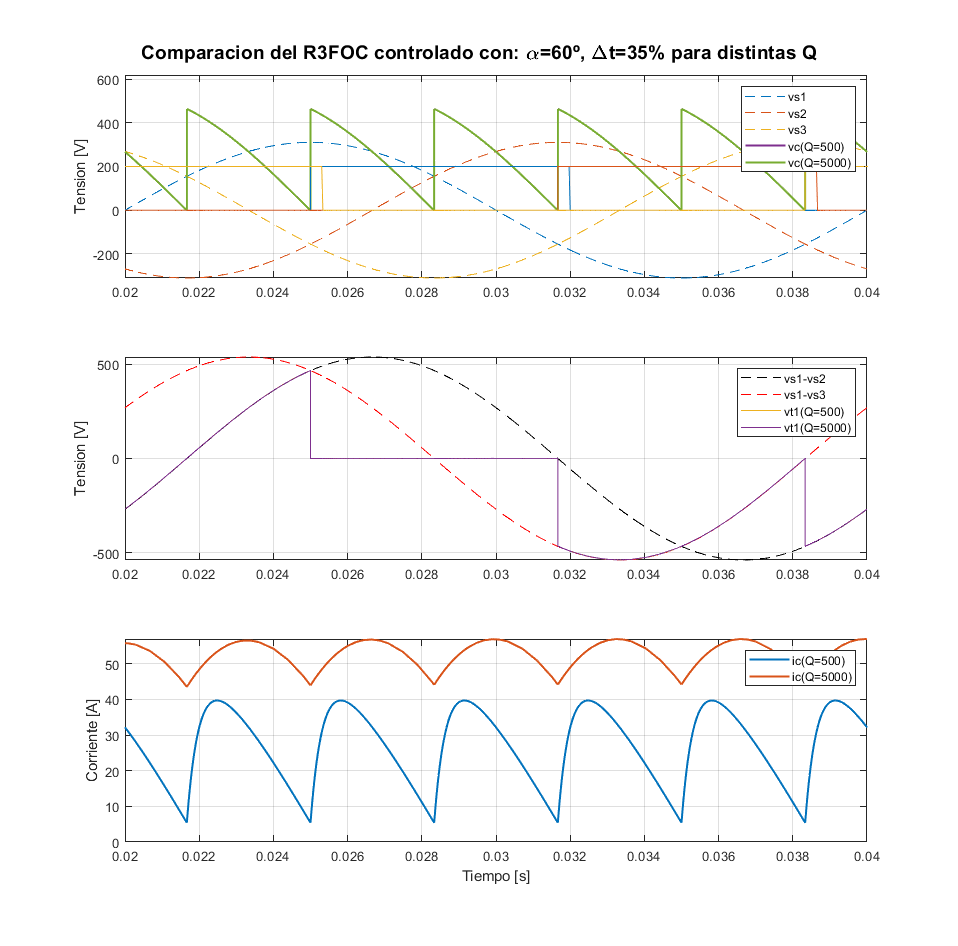 Comparacion del R3FOC controlado con: α=60º, Δt=35% para distintas Q
Tension [V]
600
400
200
0
-200
vs1
vs2
vs3
vc(Q=500)
vc(Q=5000)
0.02 0.022 0.024 0.026 0.028 0.03 0.032 0.034 0.036 0.038 0.04
Tension [V]
500
0
-500
vs1-vs2
vs1-vs3
vt1(Q=500)
vt1(Q=5000)
0.02 0.022 0.024 0.026 0.028 0.03 0.032 0.034 0.036 0.038 0.04
Corriente [A]
50
40
30
20
10
0
ic(Q=500)
ic(Q=5000)
0.02 0.022 0.024 0.026 0.028 0.03 0.032 0.034 0.036 0.038 0.04
Tiempo [s]